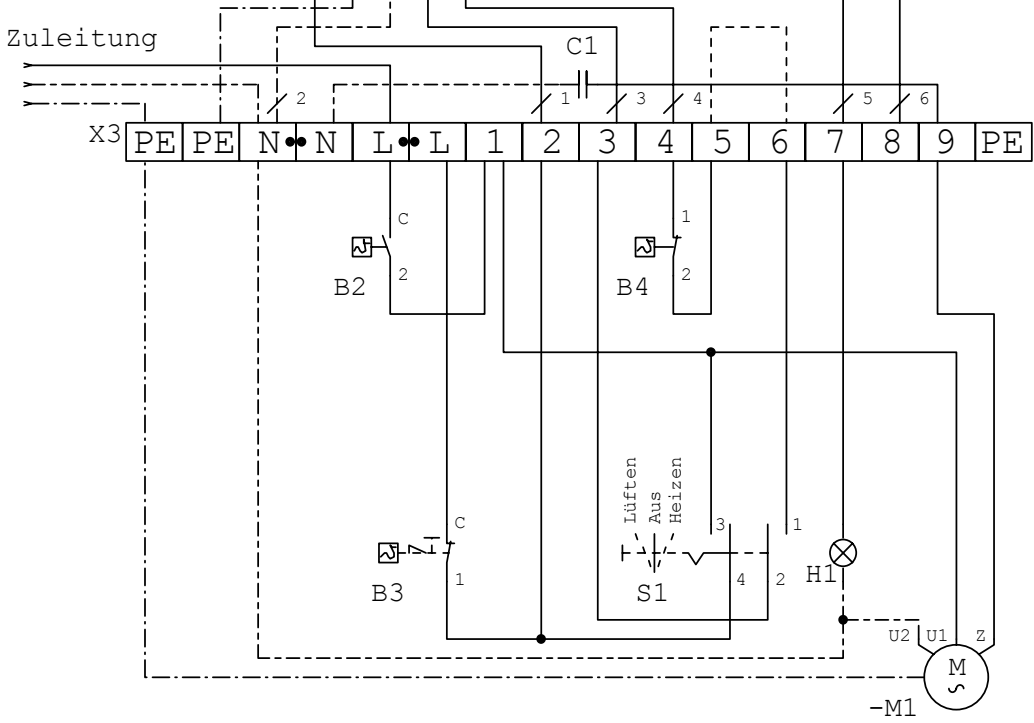 Zuleitung
C1
2
1
3
4
5
6
X3 PE PE N N L L 1 2 3 4 5 6 7 8 9 PE
C
1
B2
2
B4
2
Lüften
Aus
Heizen
C
3
1
B3
1
S1
4
2
H1
U2 U1 Z
M
-M1